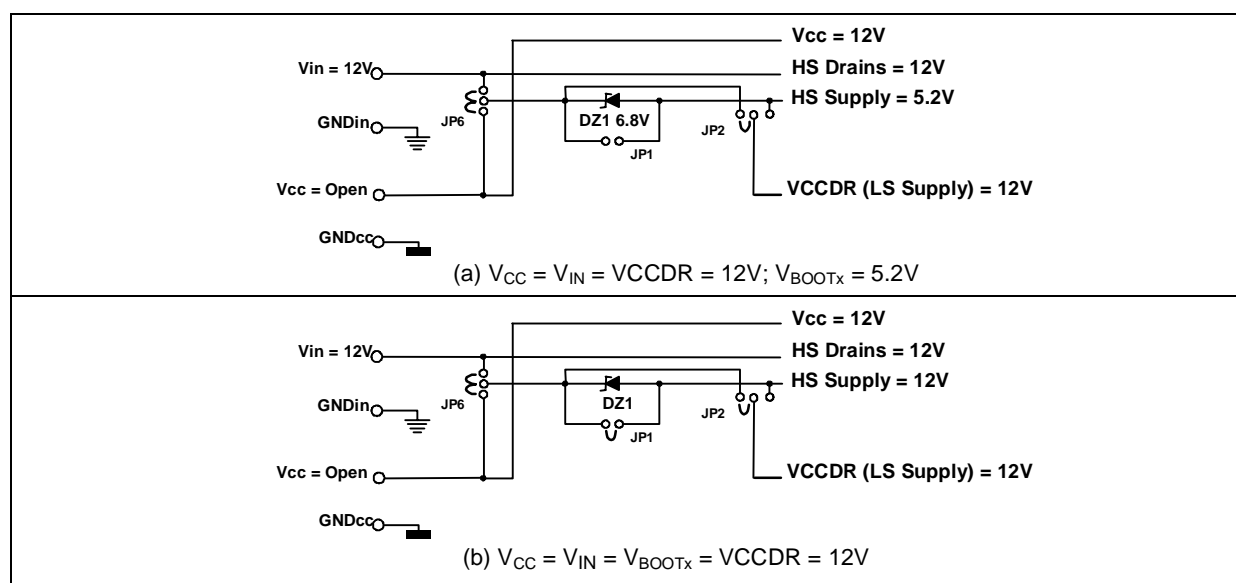 Vcc = 12V
Vin = 12V
HS Drains = 12V
HS Supply = 5.2V
JP6
DZ1 6.8V
JP2
GNDin
JP1
Vcc = Open
VCCDR (LS Supply) = 12V
GNDcc
(a) VCC = VIN = VCCDR = 12V; VBOOTx = 5.2V
Vcc = 12V
Vin = 12V
HS Drains = 12V
HS Supply = 12V
JP6
DZ1
JP2
GNDin
JP1
Vcc = Open
VCCDR (LS Supply) = 12V
GNDcc
(b) VCC = VIN = VBOOTx = VCCDR = 12V